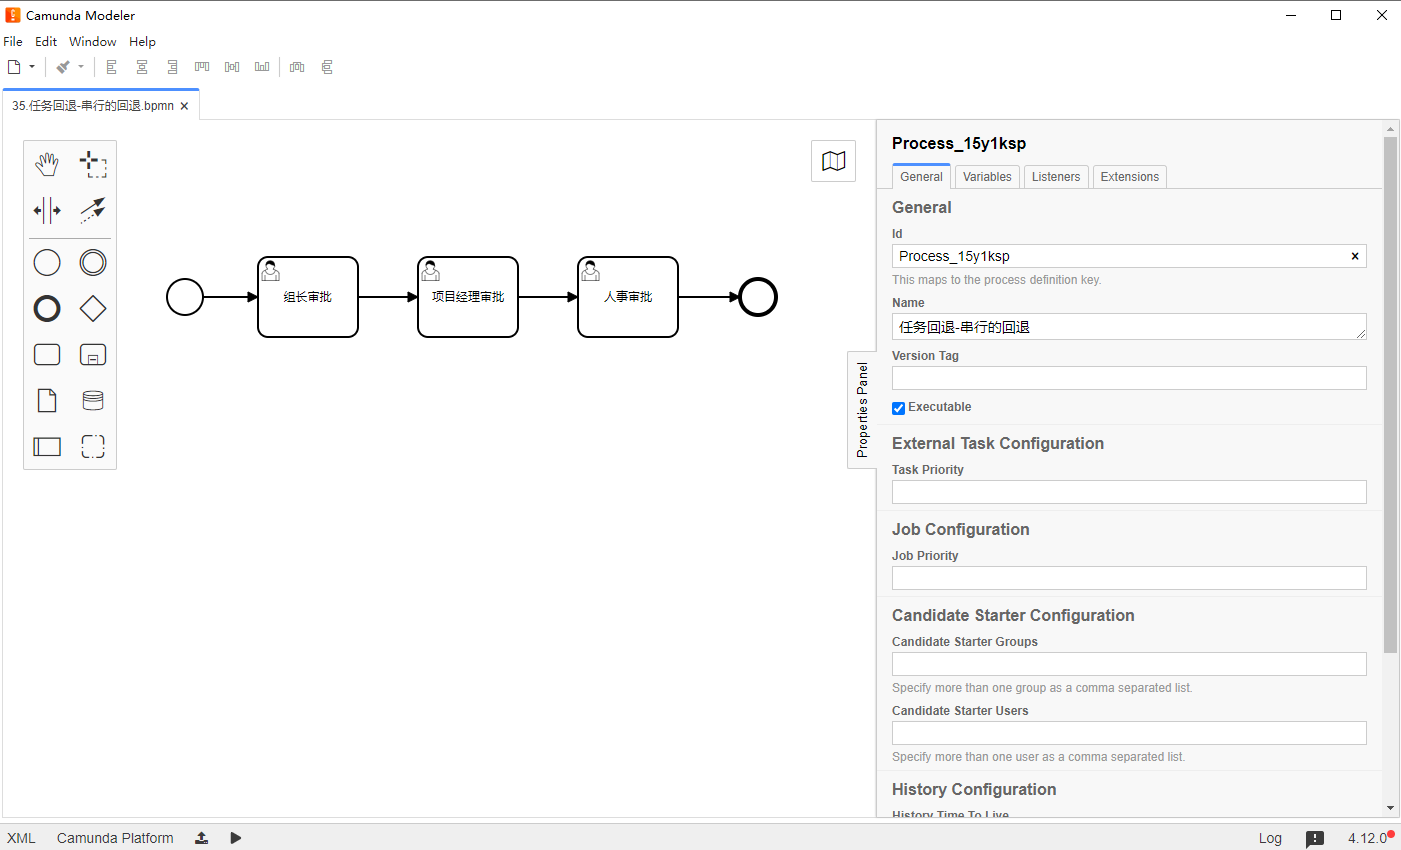 Camunda Modeler
File Edit Window Help
35.任务回退-串行的回退.bpmn ×
组长审批
项目经理审批
人事审批
Properties Panel
Process_15y1ksp
General Variables Listeners Extensions
General
Id
Process_15y1ksp ×
This maps to the process definition key.
Name
任务回退-串行的回退
Version Tag
Executable
External Task Configuration
Task Priority
Job Configuration
Job Priority
Candidate Starter Configuration
Candidate Starter Groups
Specify more than one group as a comma separated list.
Candidate Starter Users
Specify more than one user as a comma separated list.
History Configuration
History Time To Live
XML Camunda Platform Log 4.12.0